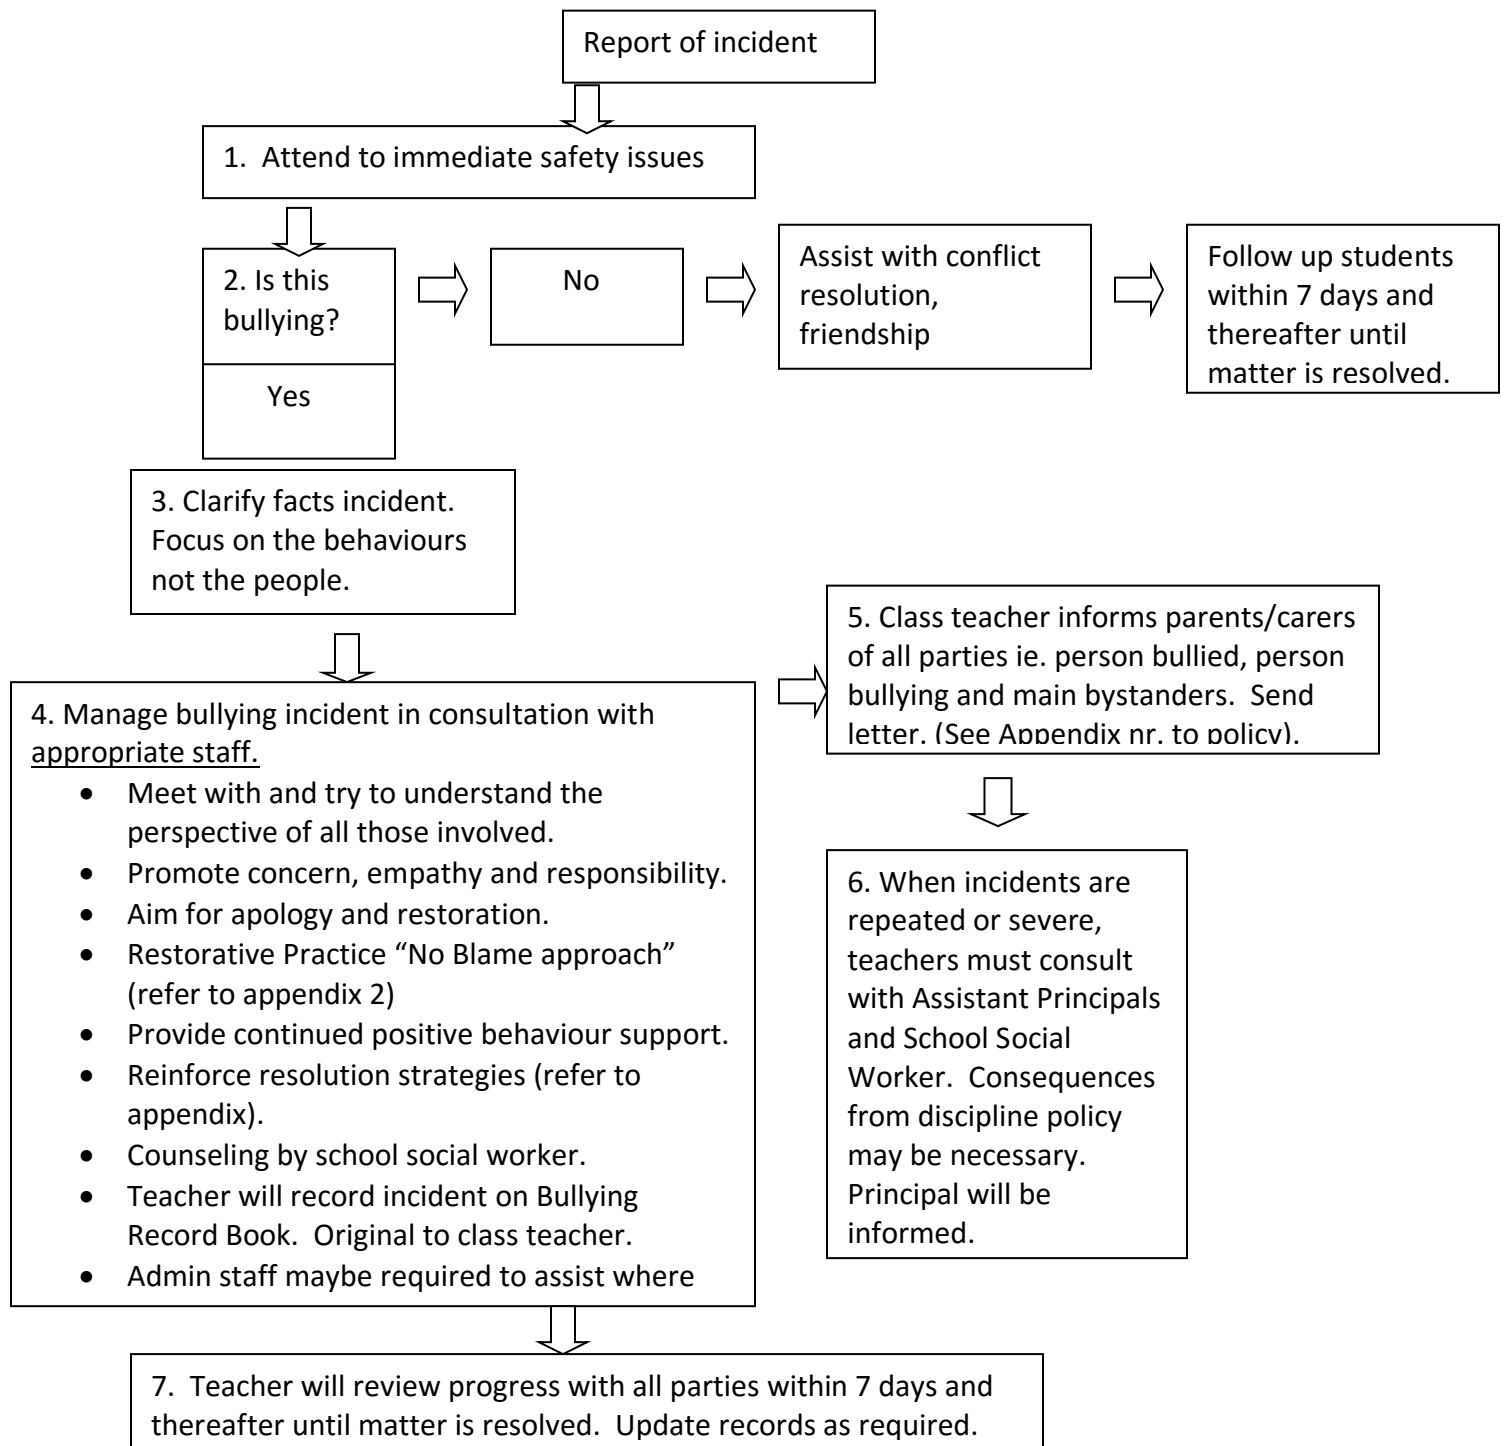 Report of incident
1.  Attend to immediate safety issues
2. Is this
bullying?
Yes
No
Assist with conflict
resolution,
friendship
Follow up students
within 7 days and
thereafter until
matter is resolved.
3. Clarify facts incident.
Focus on the behaviours
not the people.
4. Manage bullying incident in consultation with
appropriate staff.
• Meet with and try to understand the
perspective of all those involved.
• Promote concern, empathy and responsibility.
• Aim for apology and restoration.
• Restorative Practice “No Blame approach”
(refer to appendix 2)
• Provide continued positive behaviour support.
• Reinforce resolution strategies (refer to
appendix).
• Counseling by school social worker.
• Teacher will record incident on Bullying
Record Book.  Original to class teacher.
• Admin staff maybe required to assist where
5. Class teacher informs parents/carers
of all parties ie. person bullied, person
bullying and main bystanders.  Send
letter. (See Appendix nr. to policy).
6. When incidents are
repeated or severe,
teachers must consult
with Assistant Principals
and School Social
Worker.  Consequences
from discipline policy
may be necessary.
Principal will be
informed.
7.  Teacher will review progress with all parties within 7 days and
thereafter until matter is resolved.  Update records as required.